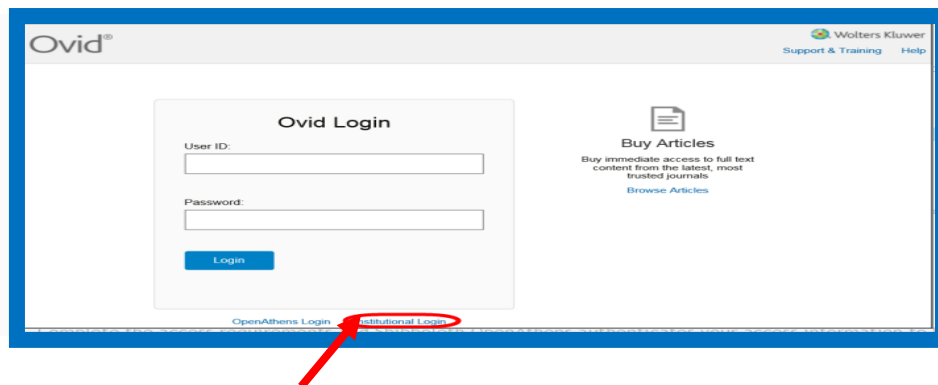 Ovid®
Wolters Kluwer
Support & Training Help
Ovid Login
User ID:
Password:
Login
Buy Articles
Buy immediate access to full text
content from the latest, most
trusted journals
Browse Articles
OpenAthens Login Institutional Login